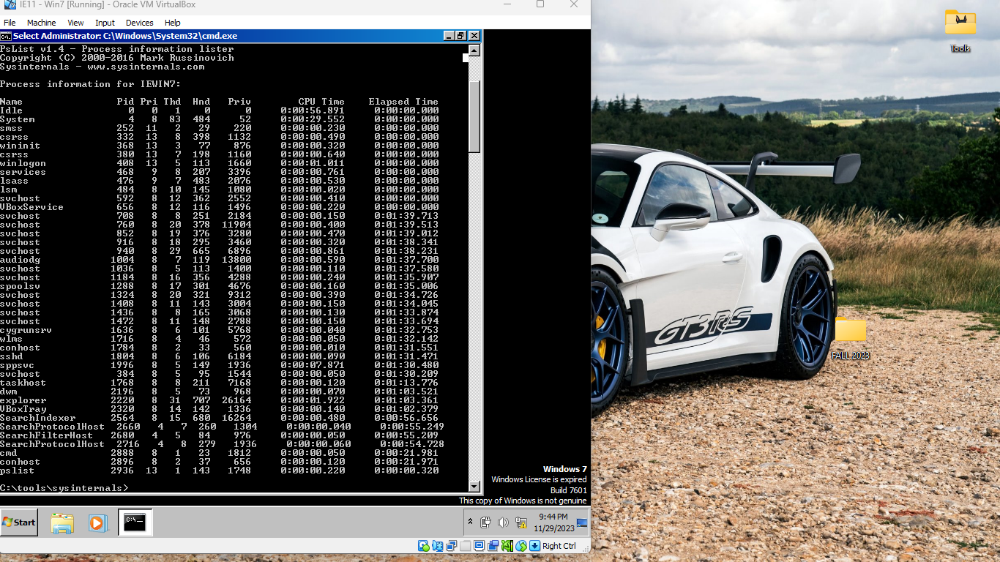 IE11 - Win7 [Running] - Oracle VM VirtualBox
File Machine View Input Devices Help
Select Administrator: C:\Windows\System32\cmd.exe
PsList v1.4 - Process information lister
Copyright (C) 2000-2016 Mark Russinovich
Sysinternals - www.sysinternals.com
Process information for IEWIN7:
Name Pid Pri Thd Hnd Priv CPU Time Elapsed Time
Idle 0 0 1 0 0 0:00:56.891 0:00:00.000
System 4 8 83 484 52 0:00:29.552 0:00:00.000
smss 252 11 2 29 220 0:00:00.230 0:00:00.000
csrss 332 13 8 398 1132 0:00:00.490 0:00:00.000
wininit 368 13 3 77 876 0:00:00.320 0:00:00.000
csrss 380 13 7 198 1160 0:00:00.640 0:00:00.000
winlogon 408 13 5 113 1666 0:00:01.011 0:00:00.000
services 468 9 8 207 3396 0:00:00.761 0:00:00.000
lsass 476 9 7 483 2076 0:00:00.530 0:00:00.000
lsm 484 8 10 145 1080 0:00:00.020 0:00:00.000
svchost 592 8 12 362 2552 0:00:00.410 0:00:00.000
VBoxService 656 8 12 116 1496 0:00:00.220 0:00:00.000
svchost 708 8 8 251 2184 0:00:00.150 0:01:39.713
svchost 760 8 20 378 11904 0:00:00.400 0:01:39.513
svchost 852 8 19 376 3280 0:00:00.470 0:01:39.012
svchost 916 8 18 295 3460 0:00:00.320 0:01:38.341
svchost 940 8 29 665 6896 0:00:00.861 0:01:38.231
audiodg 1004 8 7 119 13800 0:00:00.590 0:01:37.700
svchost 1036 8 5 113 1400 0:00:00.110 0:01:37.580
svchost 1184 8 16 356 4288 0:00:00.240 0:01:35.907
spoolsv 1288 8 17 301 4676 0:00:00.160 0:01:35.006
svchost 1324 8 20 321 9312 0:00:00.390 0:01:34.726
svchost 1408 8 11 143 3004 0:00:00.150 0:01:34.045
svchost 1436 8 8 165 3068 0:00:00.130 0:01:33.874
svchost 1472 8 11 148 2788 0:00:00.150 0:01:33.694
cygrunsrv 1636 8 6 101 5768 0:00:00.040 0:01:32.753
wlms 1716 8 4 46 572 0:00:00.050 0:01:32.142
conhost 1784 8 2 33 560 0:00:00.010 0:01:31.551
sshd 1804 8 6 106 6184 0:00:00.090 0:01:31.471
sppsvc 1996 8 5 149 1936 0:00:07.871 0:01:30.480
svchost 384 8 5 95 1544 0:00:00.050 0:01:30.209
taskhost 1768 8 8 211 7168 0:00:00.120 0:01:13.776
dwm 2196 8 5 73 968 0:00:00.070 0:01:03.521
explorer 2220 8 31 707 26164 0:00:01.922 0:01:03.361
VBoxTray 2320 8 14 142 1336 0:00:00.140 0:01:02.379
SearchIndexer 2564 8 15 680 16264 0:00:00.480 0:00:56.656
SearchProtocolHost 2660 4 7 260 1304 0:00:00.040 0:00:55.249
SearchFilterHost 2680 4 5 84 976 0:00:00.050 0:00:55.209
SearchProtocolHost 2716 4 8 279 1936 0:00:00.060 0:00:54.728
cmd 2888 8 1 23 1812 0:00:00.050 0:00:21.981
conhost 2896 8 2 37 656 0:00:00.120 0:00:21.971
pslist 2936 13 1 143 1748 0:00:00.220 0:00:00.320
C:\tools\sysinternals>
Windows 7
Windows License is expired
Build 7601
This copy of Windows is not genuine
Start
9:44 PM
11/29/2023
Right Ctrl
Tools
GT3RS
FALL 2023